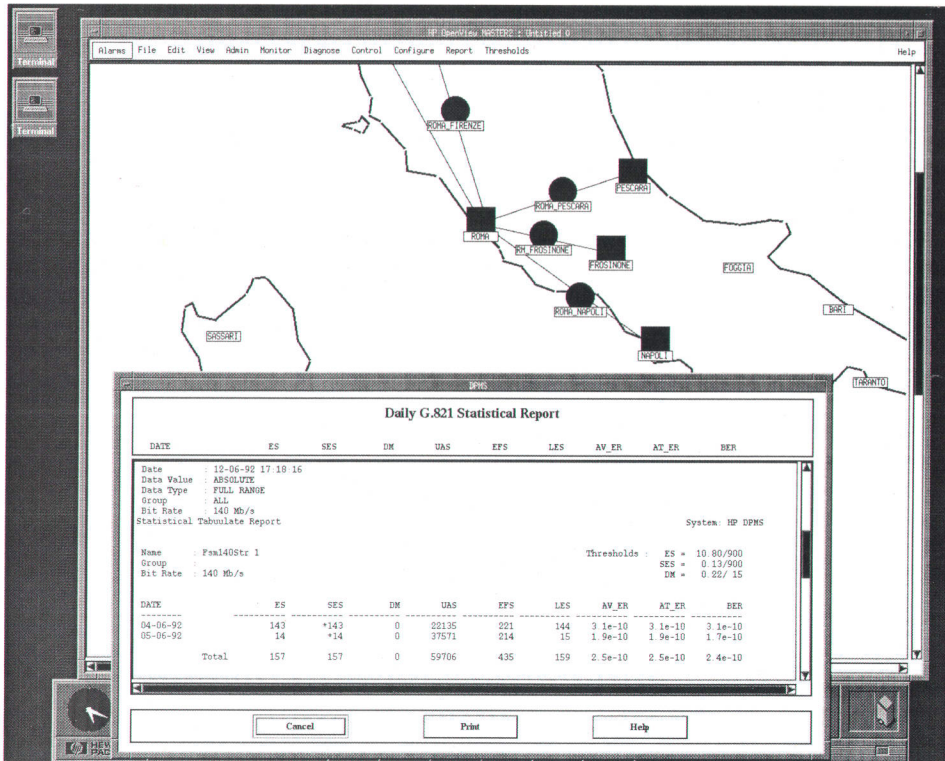 HP OpenView MASTER2 : Untitled 0
Terminal
Terminal
Alarms File Edit View Admin Monitor Diagnose Control Configure Report Thresholds Help
ROMA_FIRENZE
PESCARA
ROMA_PESCARA
ROMA
RM_FROSINONE
FROSINONE
FOGGIA
ROMA_NAPOLI
BARI
SASSARI
NAPOLI
TARANTO
DPMS
Daily G.821 Statistical Report
DATE ES SES DM UAS EFS LES AV_ER AT_ER BER
Date : 12-06-92 17:18:16
Data Value : ABSOLUTE
Data Type : FULL RANGE
Group : ALL
Bit Rate : 140 Mb/s
Statistical Tabuulate Report System: HP DPMS
Name : Fsm140Str 1 Thresholds : ES = 10.80/900
Group : SES = 0.13/900
Bit Rate : 140 Mb/s DM = 0.22/ 15
DATE ES SES DM UAS EFS LES AV_ER AT_ER BER
04-06-92 143 *143 0 22135 221 144 3.1e-10 3.1e-10 3.1e-10
05-06-92 14 *14 0 37571 214 15 1.9e-10 1.9e-10 1.7e-10
Total 157 157 0 59706 435 159 2.5e-10 2.5e-10 2.4e-10
Cancel Print Help
hp HEW
PAC